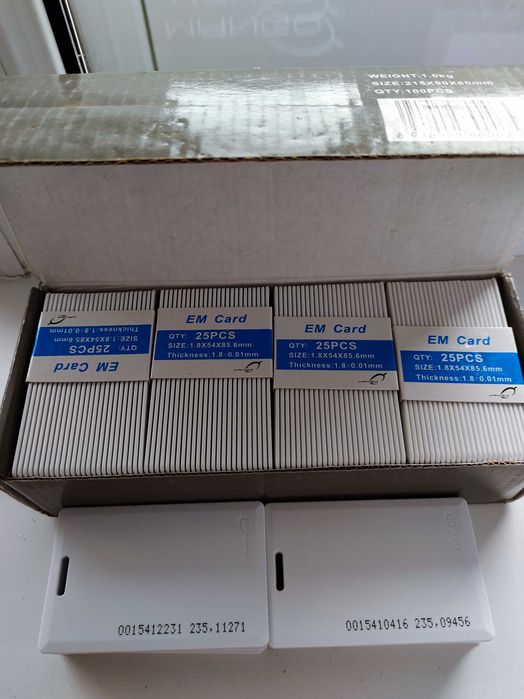 WEIGHT:1.0kg
SIZE:215X90X60mm
QTY:100PCS
EM Card
QTY: 25PCS
SIZE:1.8X54X85.6mm
Thickness:1.8±0.01mm
EM Card
QTY: 25PCS
SIZE:1.8X54X85.6mm
Thickness:1.8±0.01mm
EM Card
QTY: 25PCS
SIZE:1.8X54X85.6mm
Thickness:1.8±0.01mm
EM Card
QTY: 25PCS
SIZE:1.8X54X85.6mm
Thickness:1.8±0.01mm
0015412231 235,11271
0015410416 235,09456